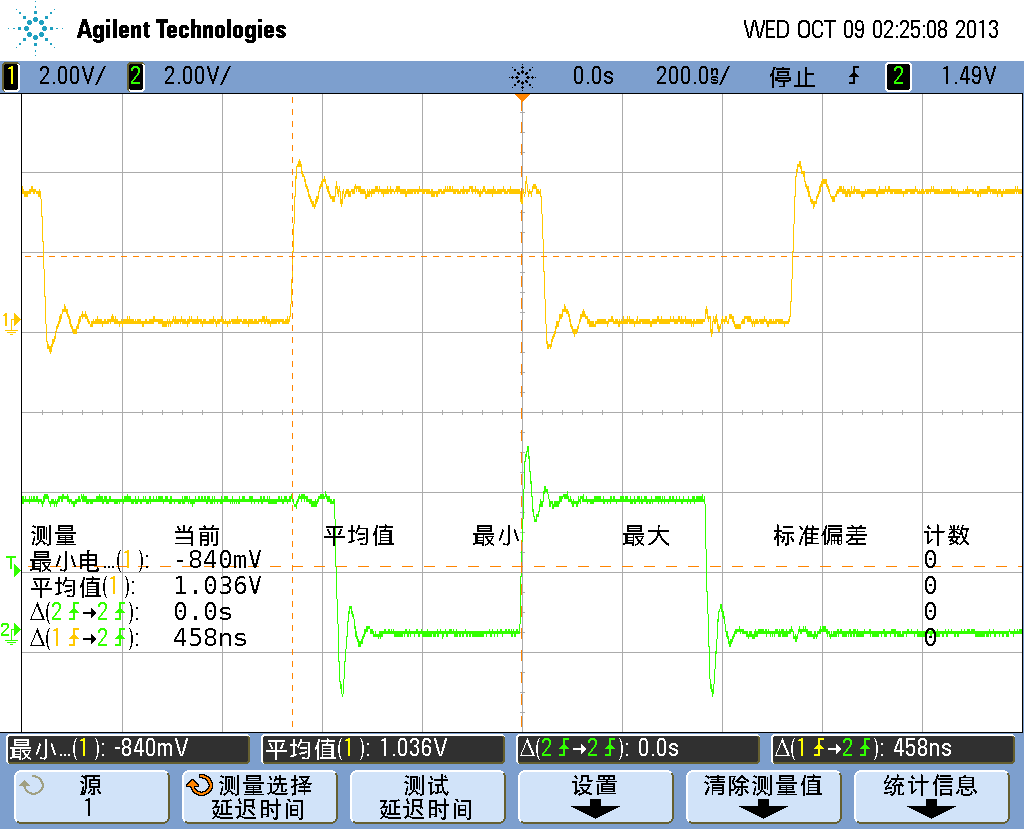 Agilent Technologies WED OCT 09 02:25:08 2013
1 2.00V/ 2 2.00V/ 0.0s 200.0ns/ 停止 2 1.49V
1
测量 当前 平均值 最小 最大 标准偏差 计数
T
最小电...(1): -840mV 0
平均值(1): 1.036V 0
Δ(2→2): 0.0s 0
2
Δ(1→2): 458ns 0
最小...(1): -840mV 平均值(1): 1.036V Δ(2→2): 0.0s Δ(1→2): 458ns
源 测量选择 测试 设置 清除测量值 统计信息
1 延迟时间 延迟时间